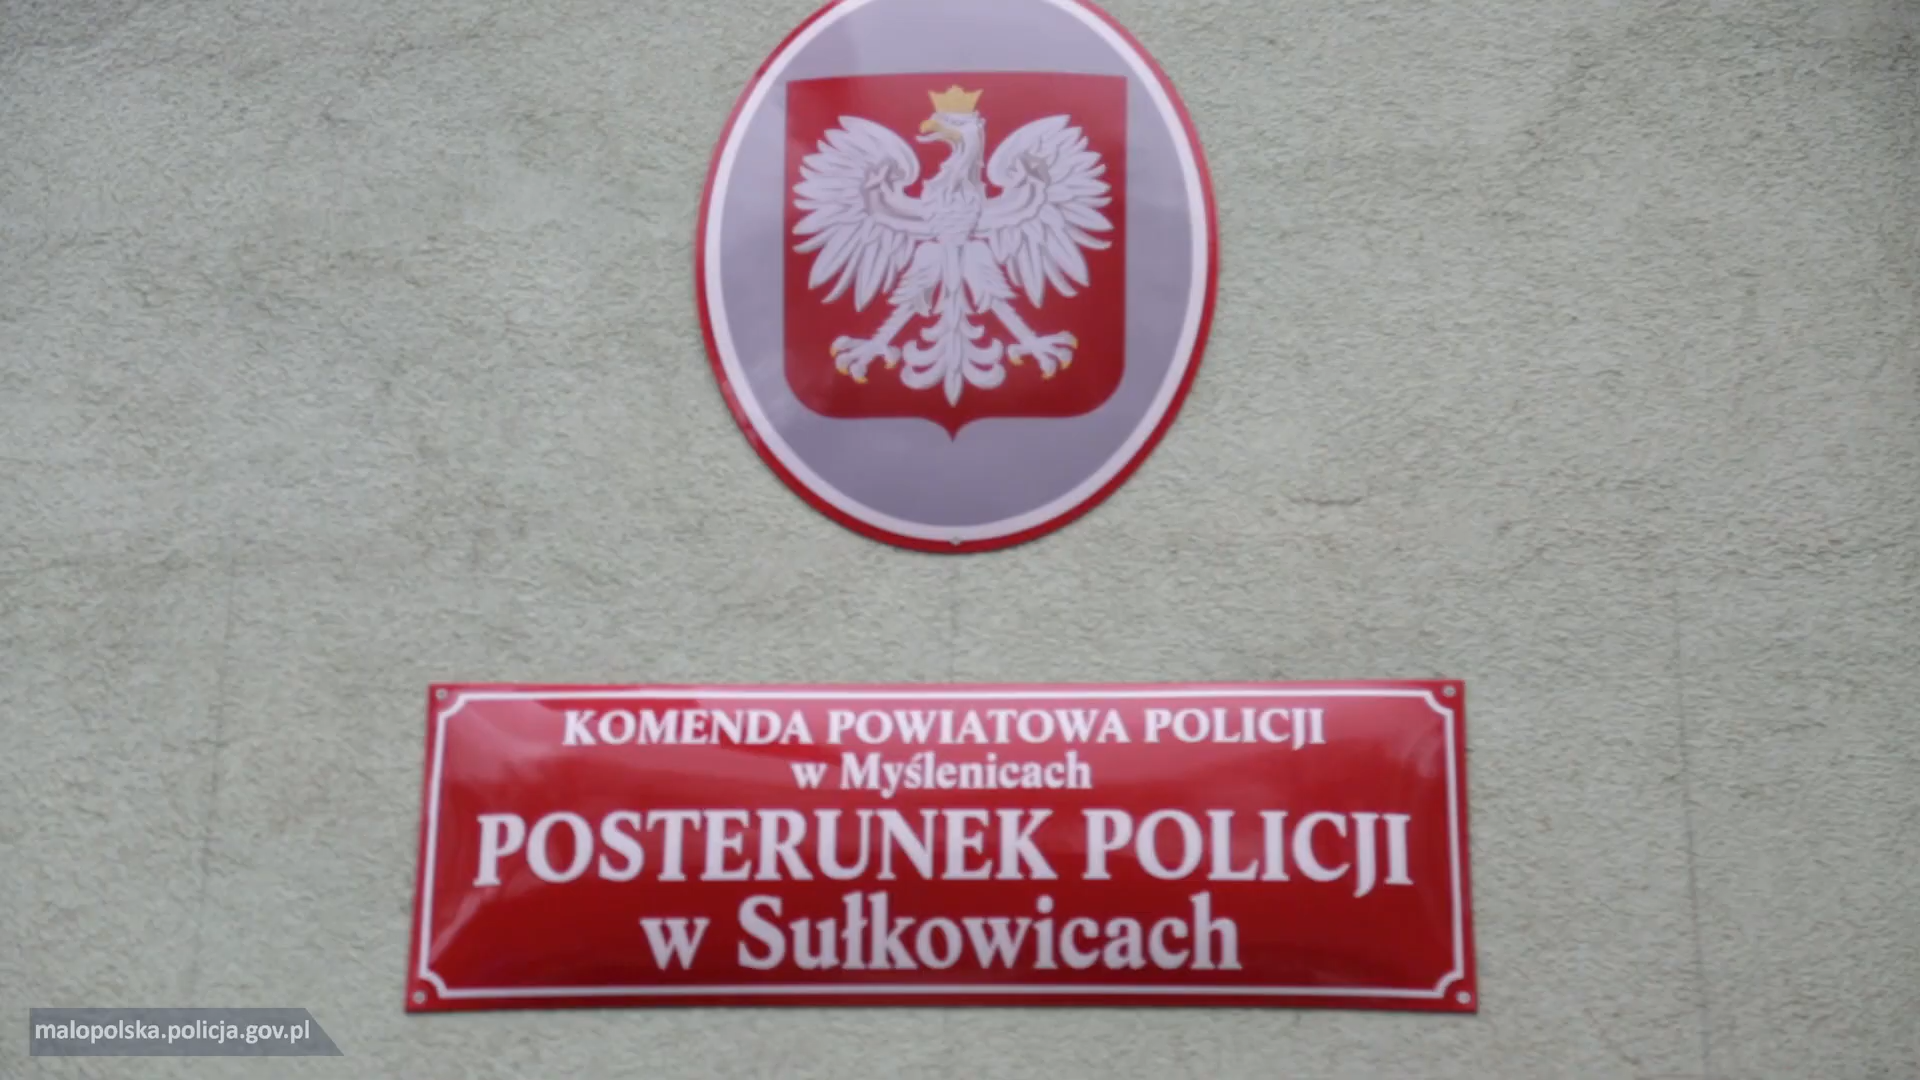 KOMENDA POWIATOWA POLICJI
w Myślenicach
POSTERUNEK POLICJI
w Sułkowicach
malopolska.policja.gov.pl